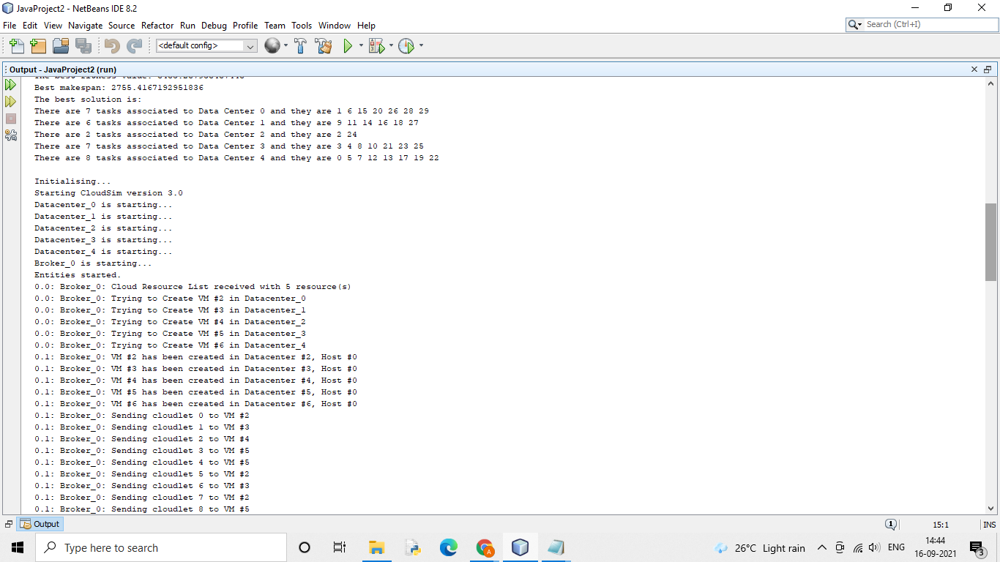 JavaProject2 - NetBeans IDE 8.2
File Edit View Navigate Source Refactor Run Debug Profile Team Tools Window Help
Search (Ctrl+I)
<default config>
Output - JavaProject2 (run)
Best makespan: 2755.4167192951836
The best solution is:
There are 7 tasks associated to Data Center 0 and they are 1 6 15 20 26 28 29
There are 6 tasks associated to Data Center 1 and they are 9 11 14 16 18 27
There are 2 tasks associated to Data Center 2 and they are 2 24
There are 7 tasks associated to Data Center 3 and they are 3 4 8 10 21 23 25
There are 8 tasks associated to Data Center 4 and they are 0 5 7 12 13 17 19 22
Initialising...
Starting CloudSim version 3.0
Datacenter_0 is starting...
Datacenter_1 is starting...
Datacenter_2 is starting...
Datacenter_3 is starting...
Datacenter_4 is starting...
Broker_0 is starting...
Entities started.
0.0: Broker_0: Cloud Resource List received with 5 resource(s)
0.0: Broker_0: Trying to Create VM #2 in Datacenter_0
0.0: Broker_0: Trying to Create VM #3 in Datacenter_1
0.0: Broker_0: Trying to Create VM #4 in Datacenter_2
0.0: Broker_0: Trying to Create VM #5 in Datacenter_3
0.0: Broker_0: Trying to Create VM #6 in Datacenter_4
0.1: Broker_0: VM #2 has been created in Datacenter #2, Host #0
0.1: Broker_0: VM #3 has been created in Datacenter #3, Host #0
0.1: Broker_0: VM #4 has been created in Datacenter #4, Host #0
0.1: Broker_0: VM #5 has been created in Datacenter #5, Host #0
0.1: Broker_0: VM #6 has been created in Datacenter #6, Host #0
0.1: Broker_0: Sending cloudlet 0 to VM #2
0.1: Broker_0: Sending cloudlet 1 to VM #3
0.1: Broker_0: Sending cloudlet 2 to VM #4
0.1: Broker_0: Sending cloudlet 3 to VM #5
0.1: Broker_0: Sending cloudlet 4 to VM #5
0.1: Broker_0: Sending cloudlet 5 to VM #2
0.1: Broker_0: Sending cloudlet 6 to VM #3
0.1: Broker_0: Sending cloudlet 7 to VM #2
0.1: Broker_0: Sending cloudlet 8 to VM #5
Output
1
15:1
INS
Type here to search
26°C Light rain
ENG
14:44
16-09-2021
3